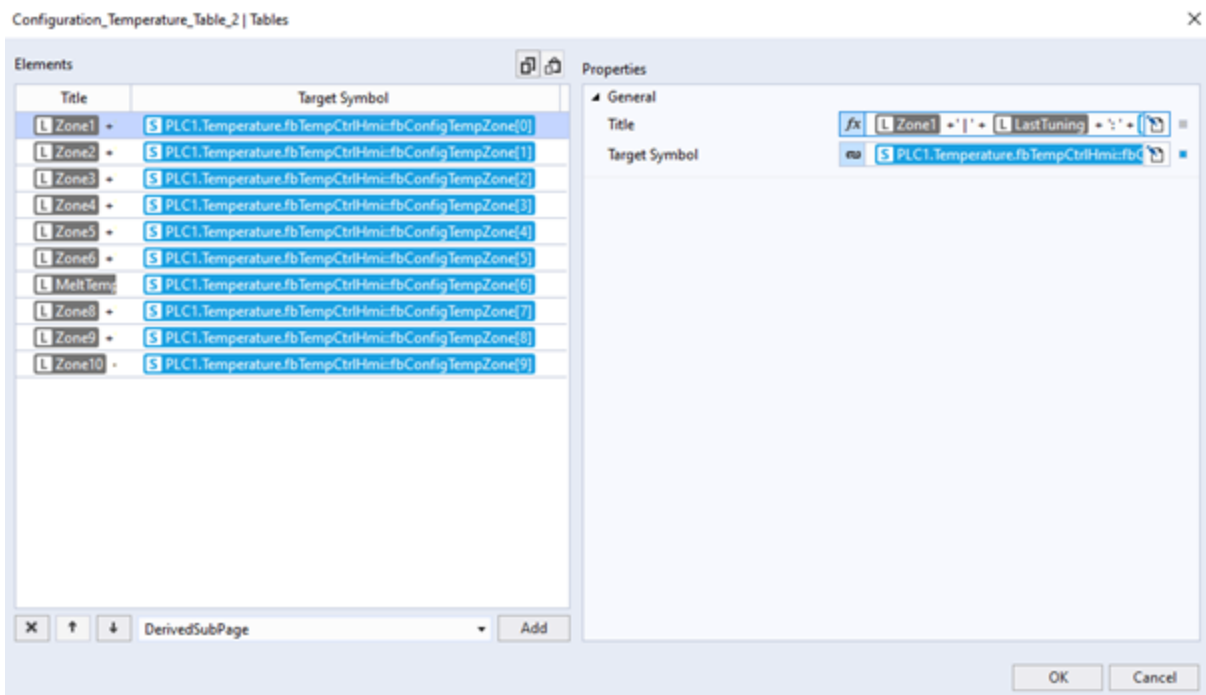 Configuration_Temperature_Table_2 | Tables
Elements
Title Target Symbol
L Zone1 + S PLC1.Temperature.fbTempCtrlHmi::fbConfigTempZone[0]
L Zone2 + S PLC1.Temperature.fbTempCtrlHmi::fbConfigTempZone[1]
L Zone3 + S PLC1.Temperature.fbTempCtrlHmi::fbConfigTempZone[2]
L Zone4 + S PLC1.Temperature.fbTempCtrlHmi::fbConfigTempZone[3]
L Zone5 + S PLC1.Temperature.fbTempCtrlHmi::fbConfigTempZone[4]
L Zone6 + S PLC1.Temperature.fbTempCtrlHmi::fbConfigTempZone[5]
L MeltTemp S PLC1.Temperature.fbTempCtrlHmi::fbConfigTempZone[6]
L Zone8 + S PLC1.Temperature.fbTempCtrlHmi::fbConfigTempZone[7]
L Zone9 + S PLC1.Temperature.fbTempCtrlHmi::fbConfigTempZone[8]
L Zone10 S PLC1.Temperature.fbTempCtrlHmi::fbConfigTempZone[9]
DerivedSubPage Add
Properties
General
Title fx L Zone1 +'|'+ L LastTuning +':'+
Target Symbol S PLC1.Temperature.fbTempCtrlHmi::fbC
OK Cancel